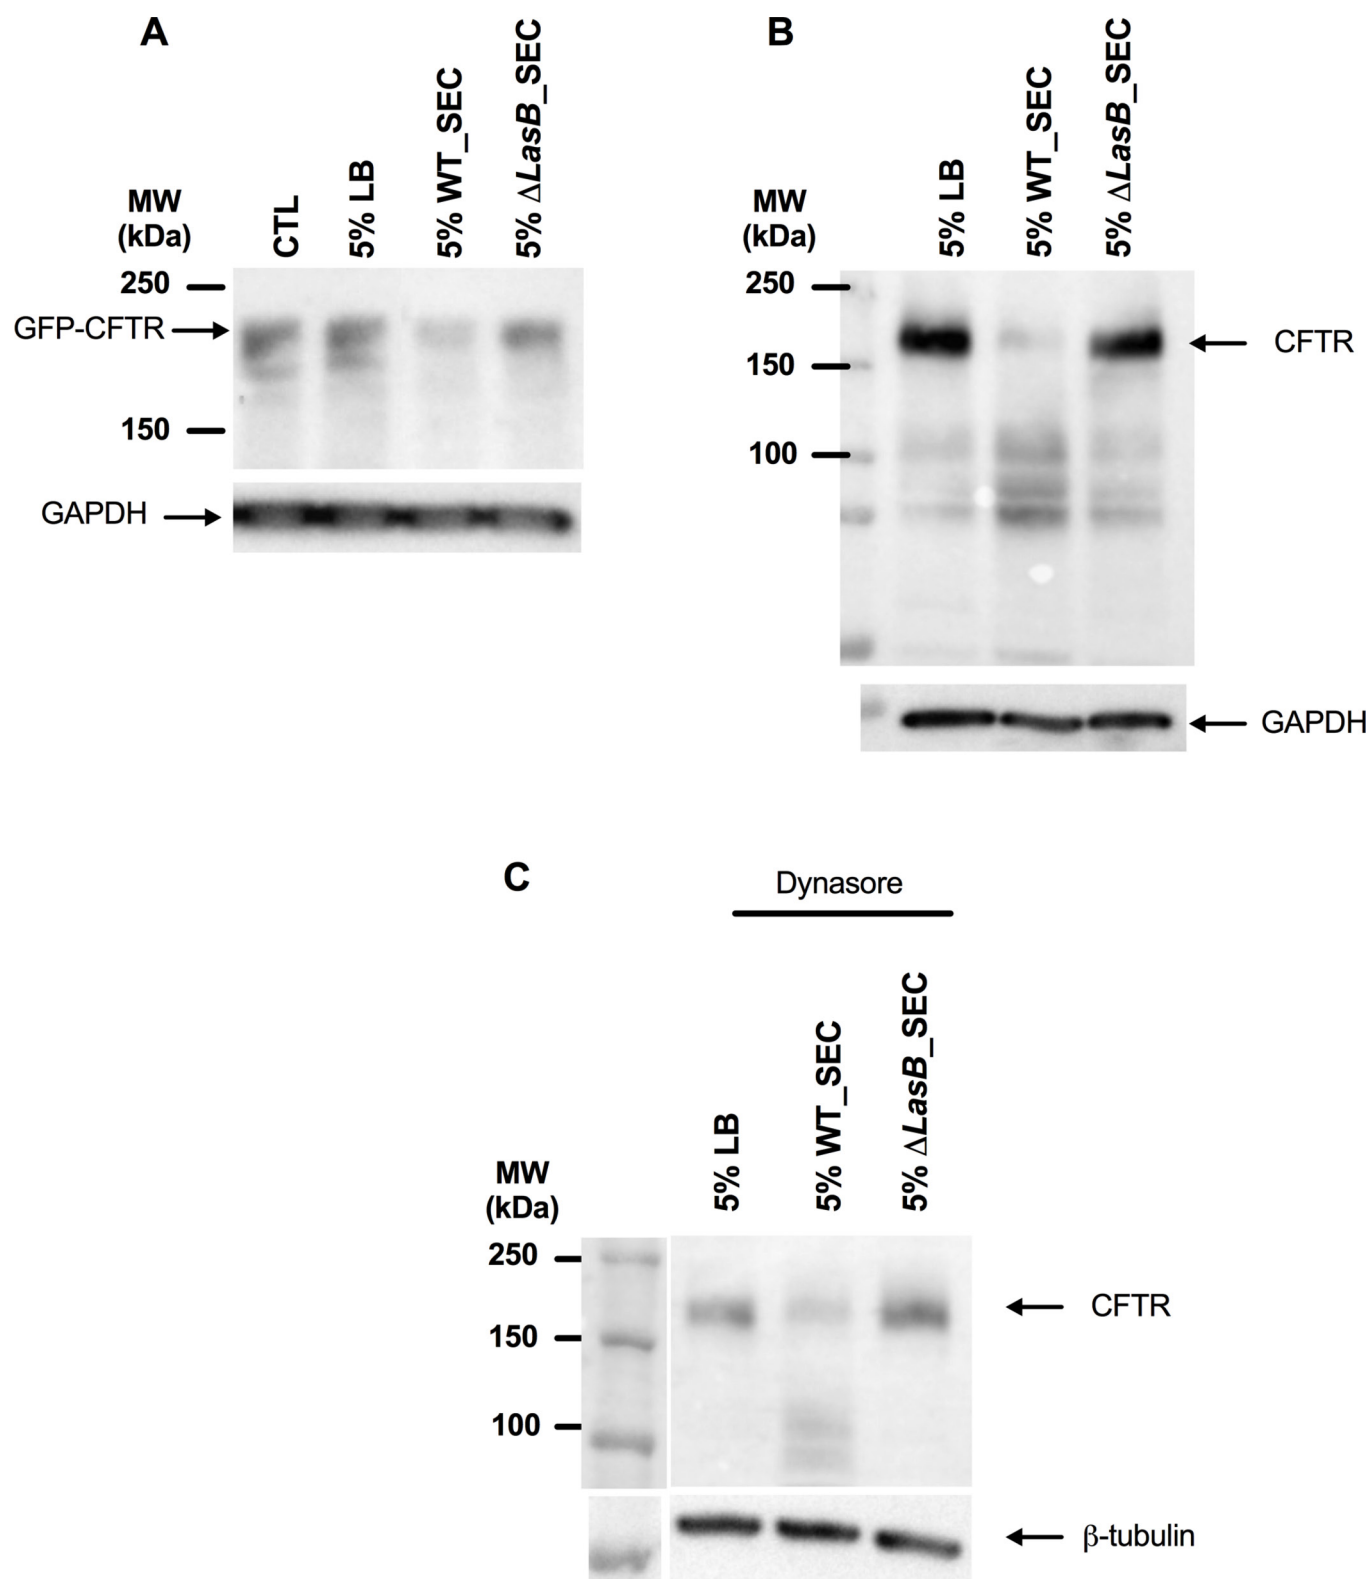 A
CTL
5% LB
5% WT_SEC
5% ΔLasB_SEC
MW
(kDa)
250
GFP-CFTR
150
GAPDH
B
5% LB
5% WT_SEC
5% ΔLasB_SEC
MW
(kDa)
250
150
100
CFTR
GAPDH
C
Dynasore
5% LB
5% WT_SEC
5% ΔLasB_SEC
MW
(kDa)
250
150
100
CFTR
β-tubulin